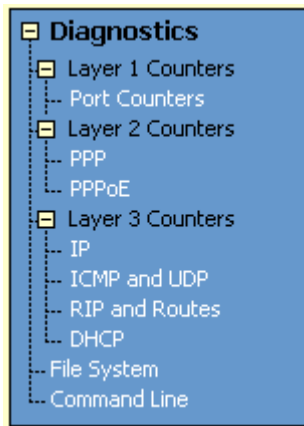 Diagnostics
Layer 1 Counters
Port Counters
Layer 2 Counters
PPP
PPPoE
Layer 3 Counters
IP
ICMP and UDP
RIP and Routes
DHCP
File System
Command Line